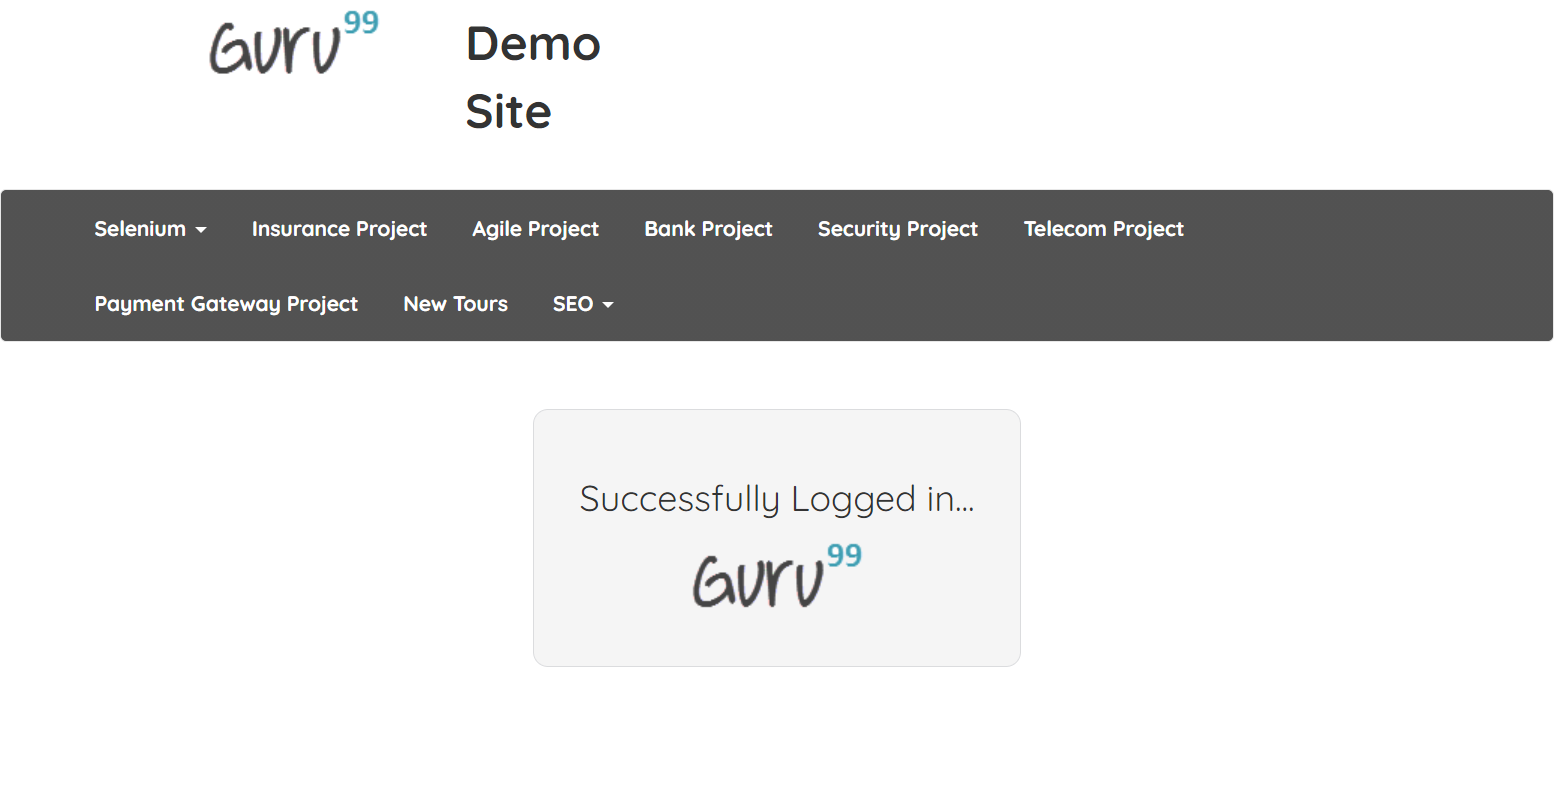 Guru99
Demo
Site
Selenium Insurance Project Agile Project Bank Project Security Project Telecom Project
Payment Gateway Project New Tours SEO
Successfully Logged in...
Guru99